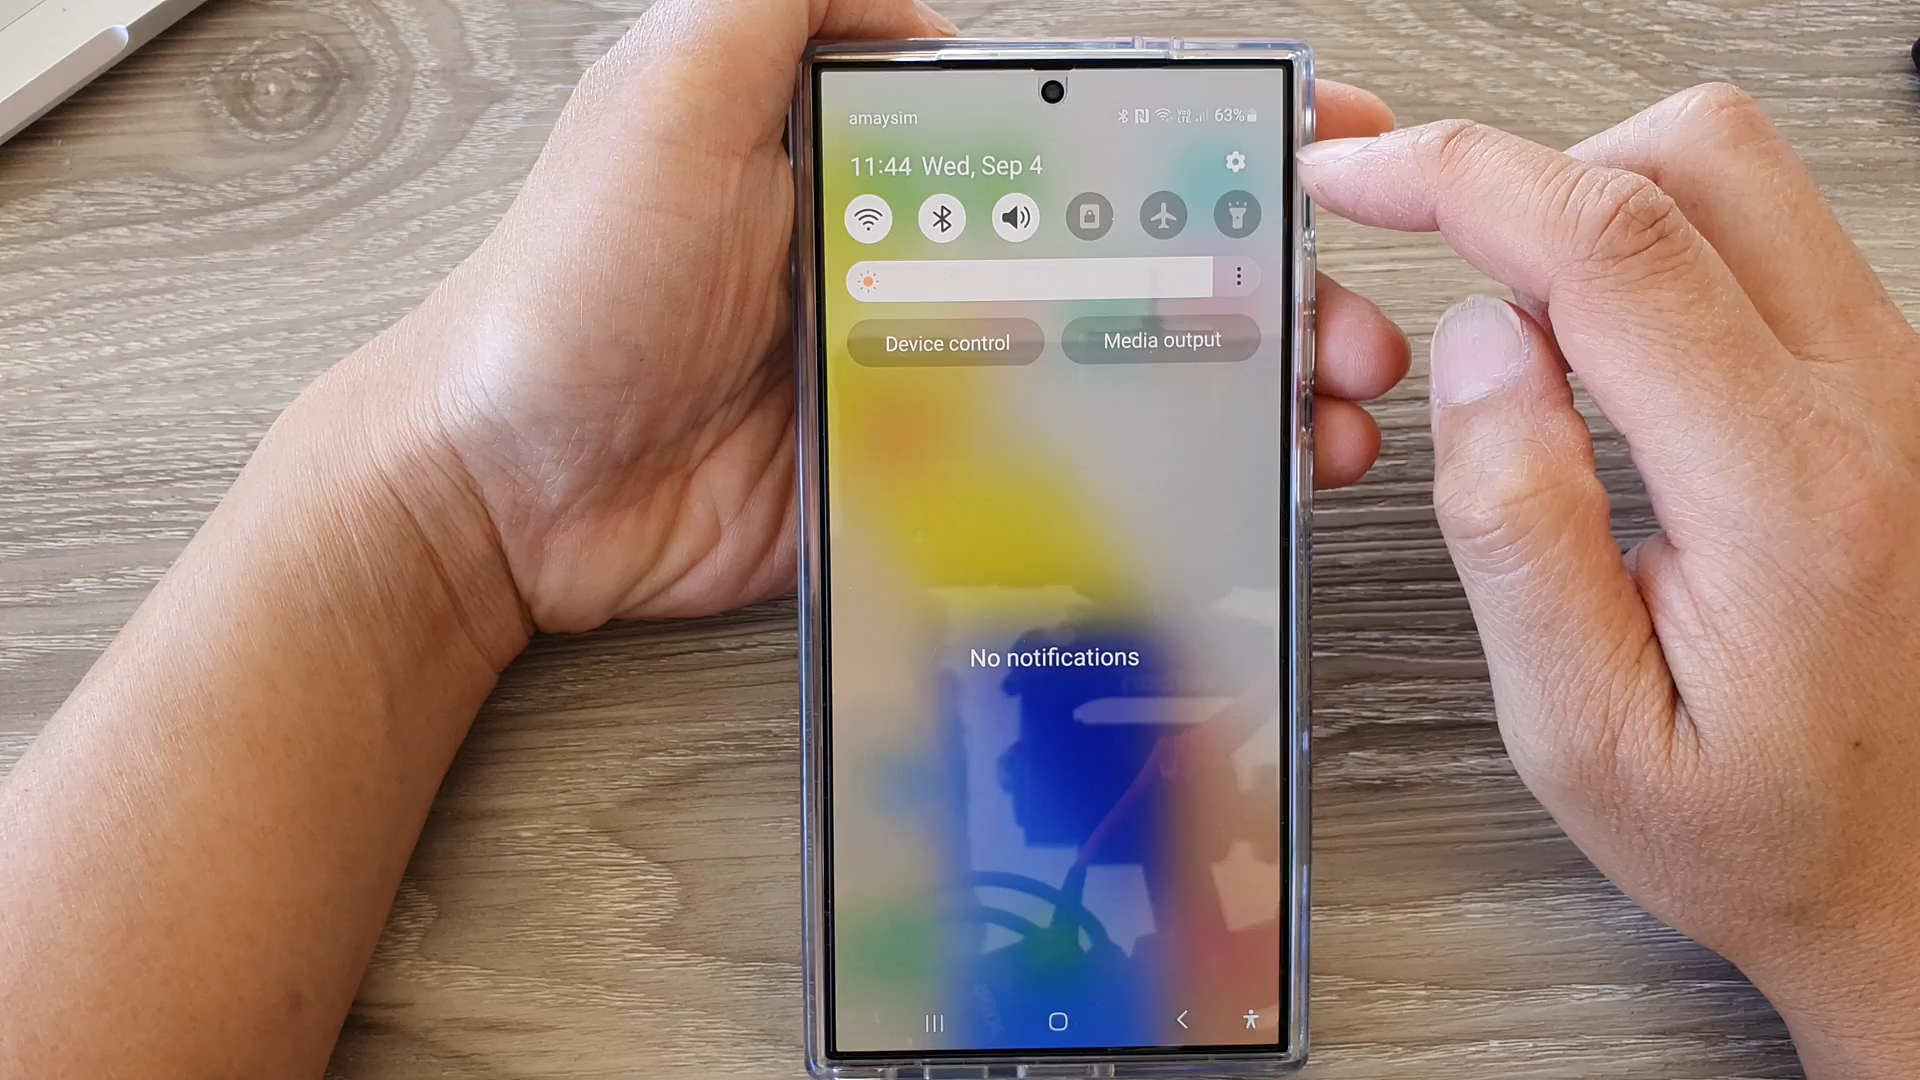 amaysim
63%
11:44 Wed, Sep 4
Device control
Media output
No notifications